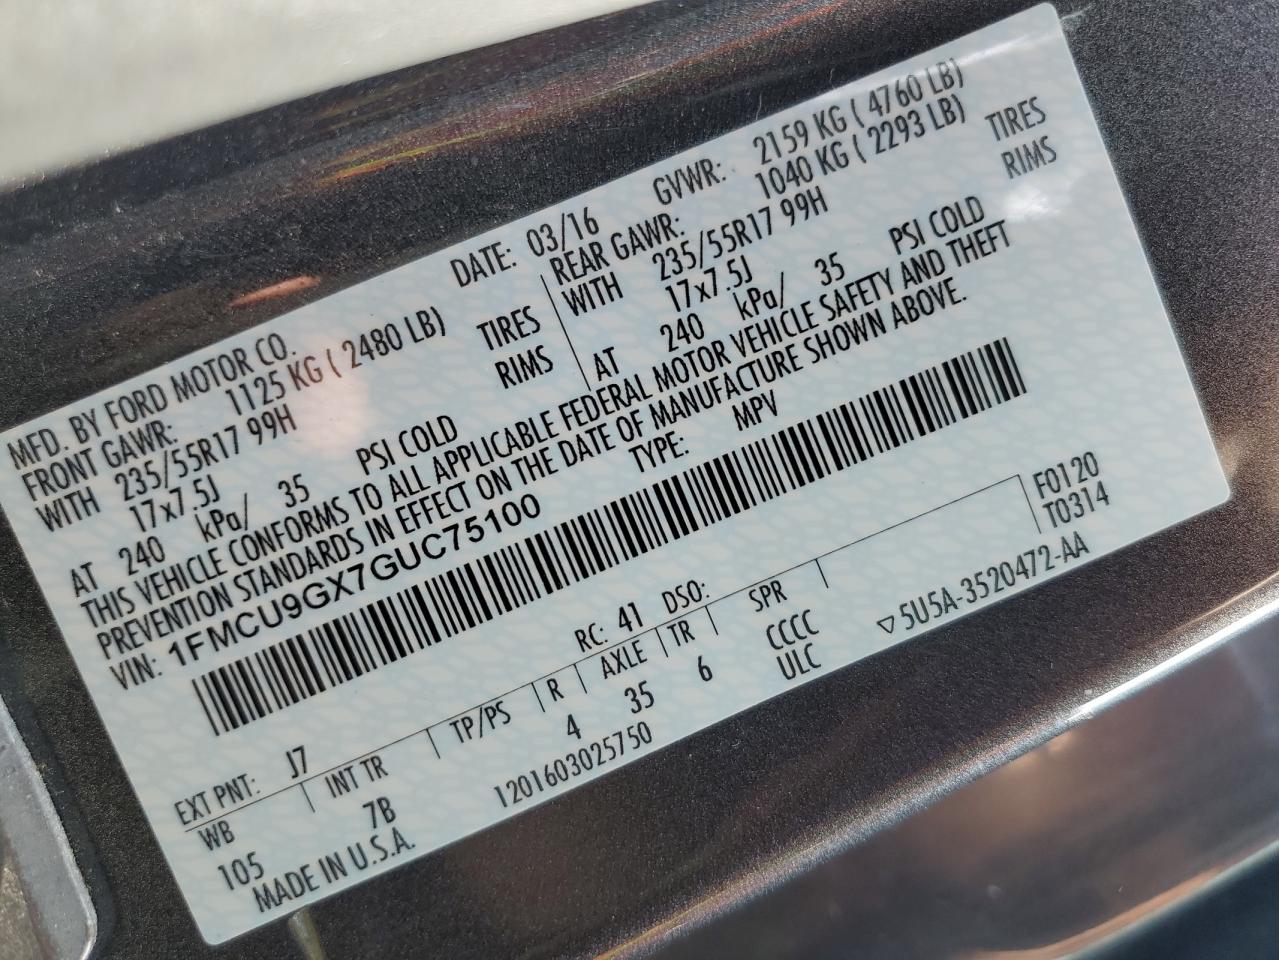 MFD. BY FORD MOTOR CO. DATE: 03/16 GVWR: 2159 KG ( 4760 LB)
FRONT GAWR: 1125 KG ( 2480 LB) REAR GAWR: 1040 KG ( 2293 LB)
WITH 235/55R17 99H TIRES WITH 235/55R17 99H TIRES
17x7.5J RIMS 17x7.5J RIMS
AT 240 kPa/ 35 PSI COLD AT 240 kPa/ 35 PSI COLD
THIS VEHICLE CONFORMS TO ALL APPLICABLE FEDERAL MOTOR VEHICLE SAFETY AND THEFT
PREVENTION STANDARDS IN EFFECT ON THE DATE OF MANUFACTURE SHOWN ABOVE.
VIN: 1FMCU9GX7GUC75100 TYPE: MPV
F0120
T0314
EXT PNT: J7 RC: 41 DSO:
WB INT TR TP/PS R AXLE TR SPR
105 7B 4 35 6 CCCC
ULC
MADE IN U.S.A. 1201603025750 ▽5U5A-3520472-AA